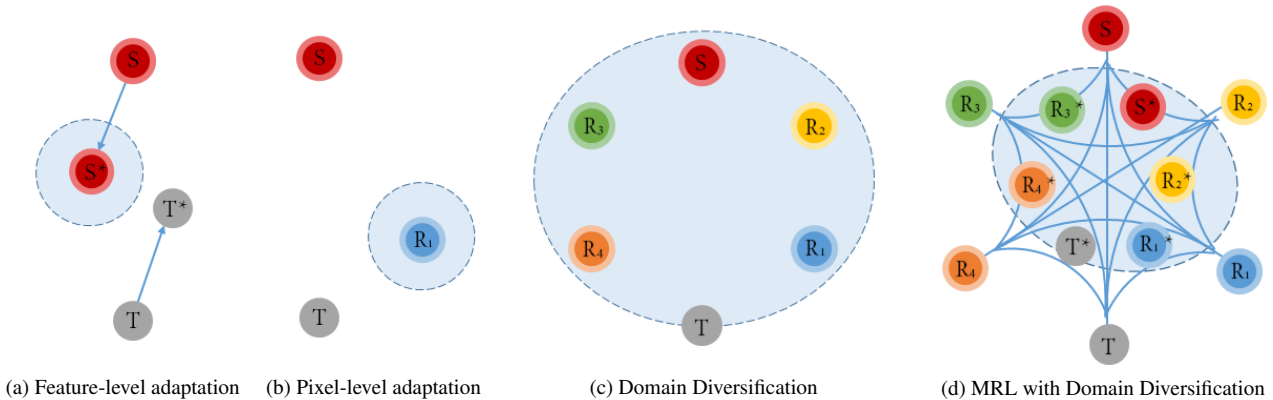 S
S*
T*
T
(a) Feature-level adaptation
S
R₁
T
(b) Pixel-level adaptation
S
R₃
R₂
R₄
R₁
T
(c) Domain Diversification
S
R₃
R₃*
S*
R₂
R₄*
R₂*
T*
R₁*
R₄
R₁
T
(d) MRL with Domain Diversification